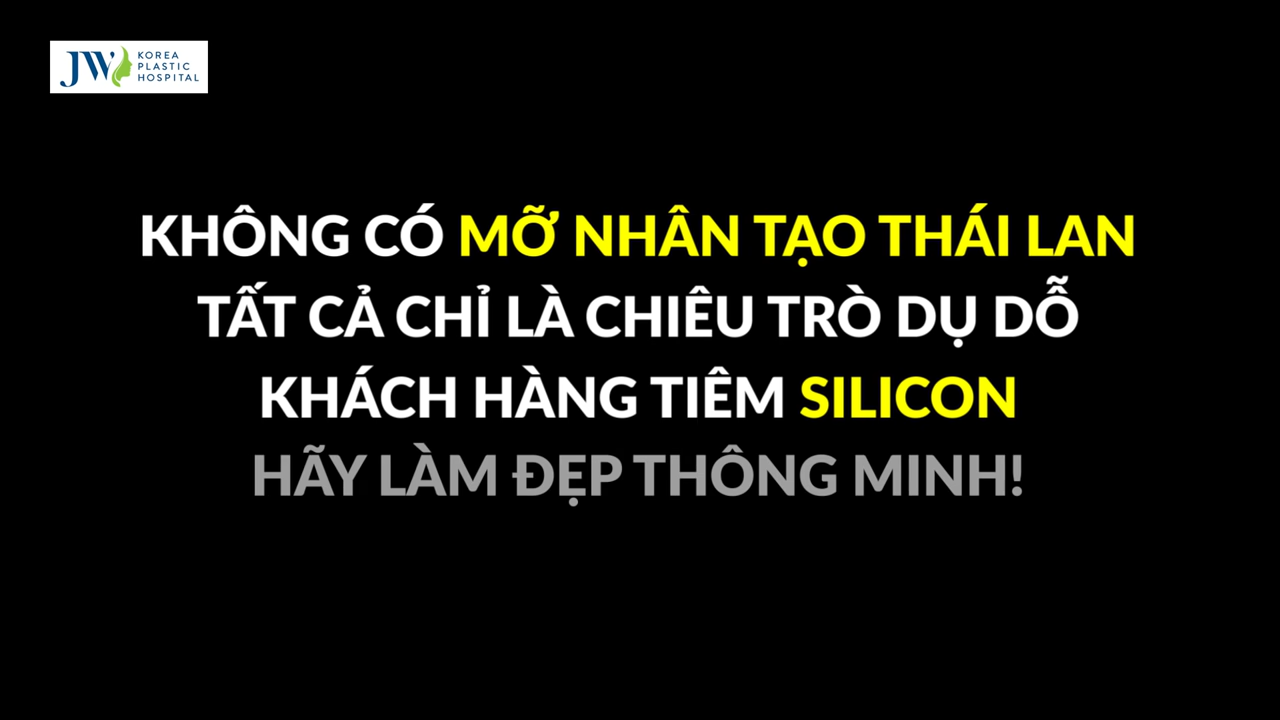 JW KOREA
PLASTIC
HOSPITAL
KHÔNG CÓ MỠ NHÂN TẠO THÁI LAN
TẤT CẢ CHỈ LÀ CHIÊU TRÒ DỤ DỖ
KHÁCH HÀNG TIÊM SILICON
HÃY LÀM ĐẸP THÔNG MINH!